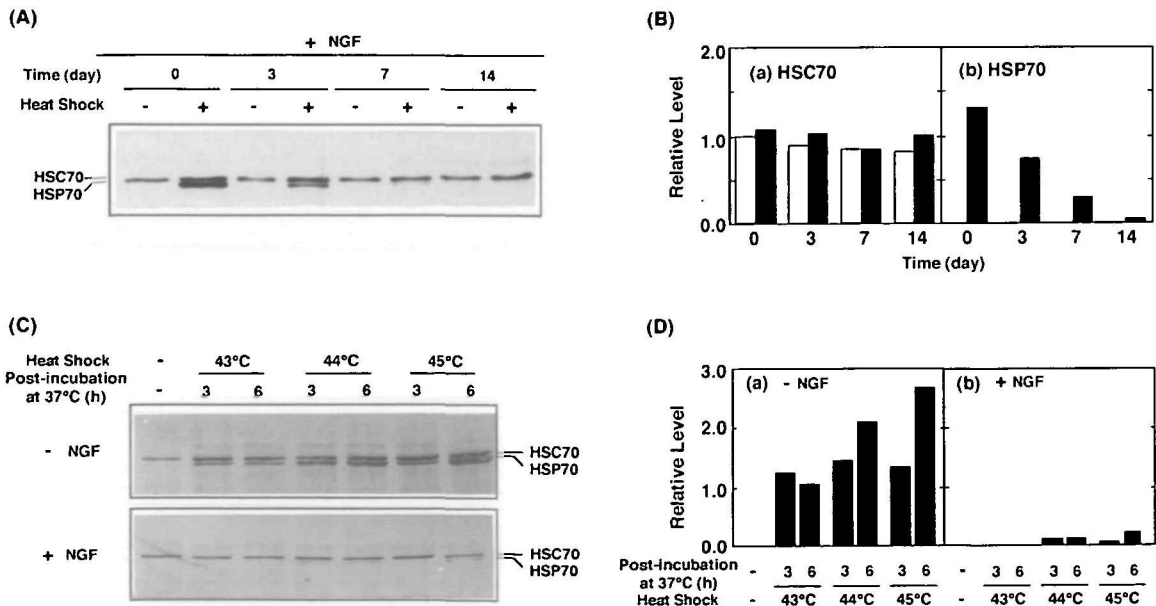 (A)
+ NGF
Time (day) 0 3 7 14
Heat Shock - + - + - + - +
HSC70
HSP70
(B)
2.0
1.0
0.0
Relative Level
(a) HSC70
(b) HSP70
0 3 7 14 0 3 7 14
Time (day)
(C)
Heat Shock - 43°C 44°C 45°C
Post-incubation
at 37°C (h) - 3 6 3 6 3 6
- NGF
HSC70
HSP70
+ NGF
HSC70
HSP70
(D)
3.0
2.0
1.0
0.0
Relative Level
(a) - NGF
(b) + NGF
Post-incubation
at 37°C (h) - 3 6 3 6 3 6 - 3 6 3 6 3 6
Heat Shock - 43°C 44°C 45°C - 43°C 44°C 45°C